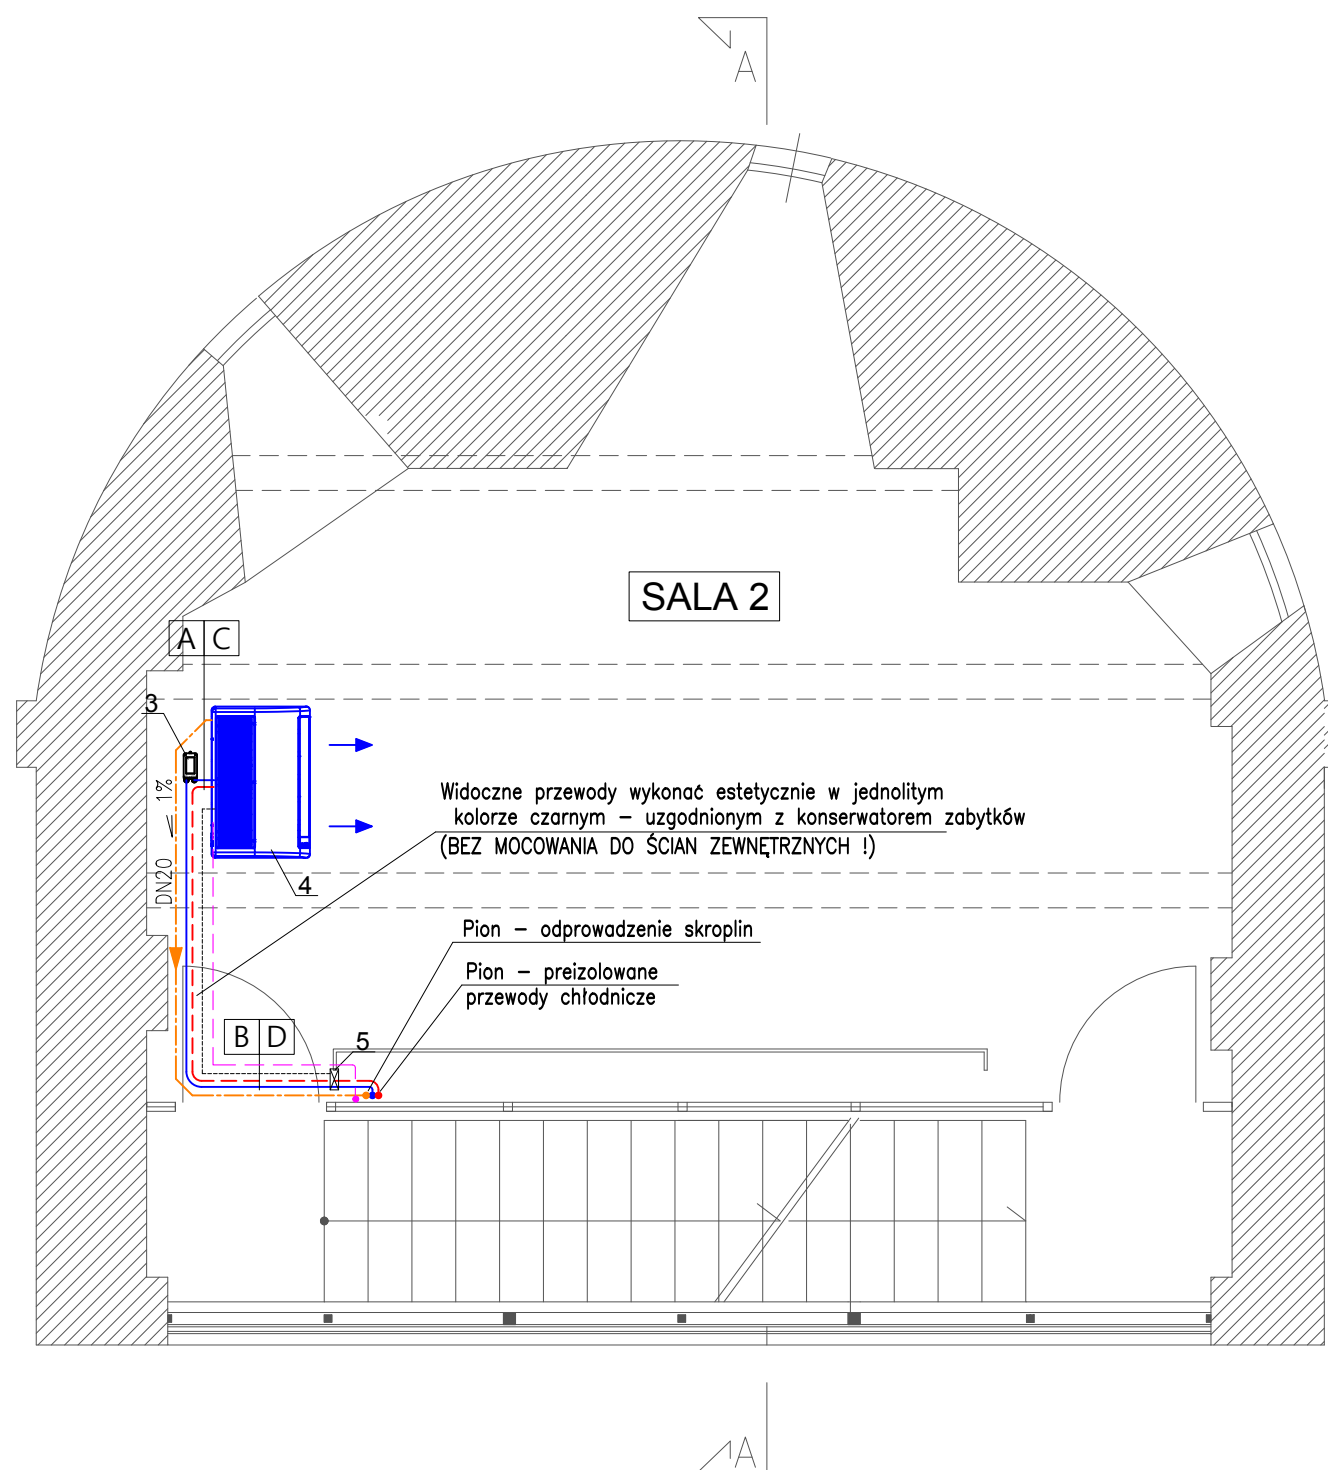 A
SALA 2
A C
3
1%
DN20
Widoczne przewody wykonać estetycznie w jednolitym
kolorze czarnym – uzgodnionym z konserwatorem zabytków
(BEZ MOCOWANIA DO ŚCIAN ZEWNĘTRZNYCH !)
4
Pion – odprowadzenie skroplin
Pion – preizolowane
przewody chłodnicze
B D
5
A